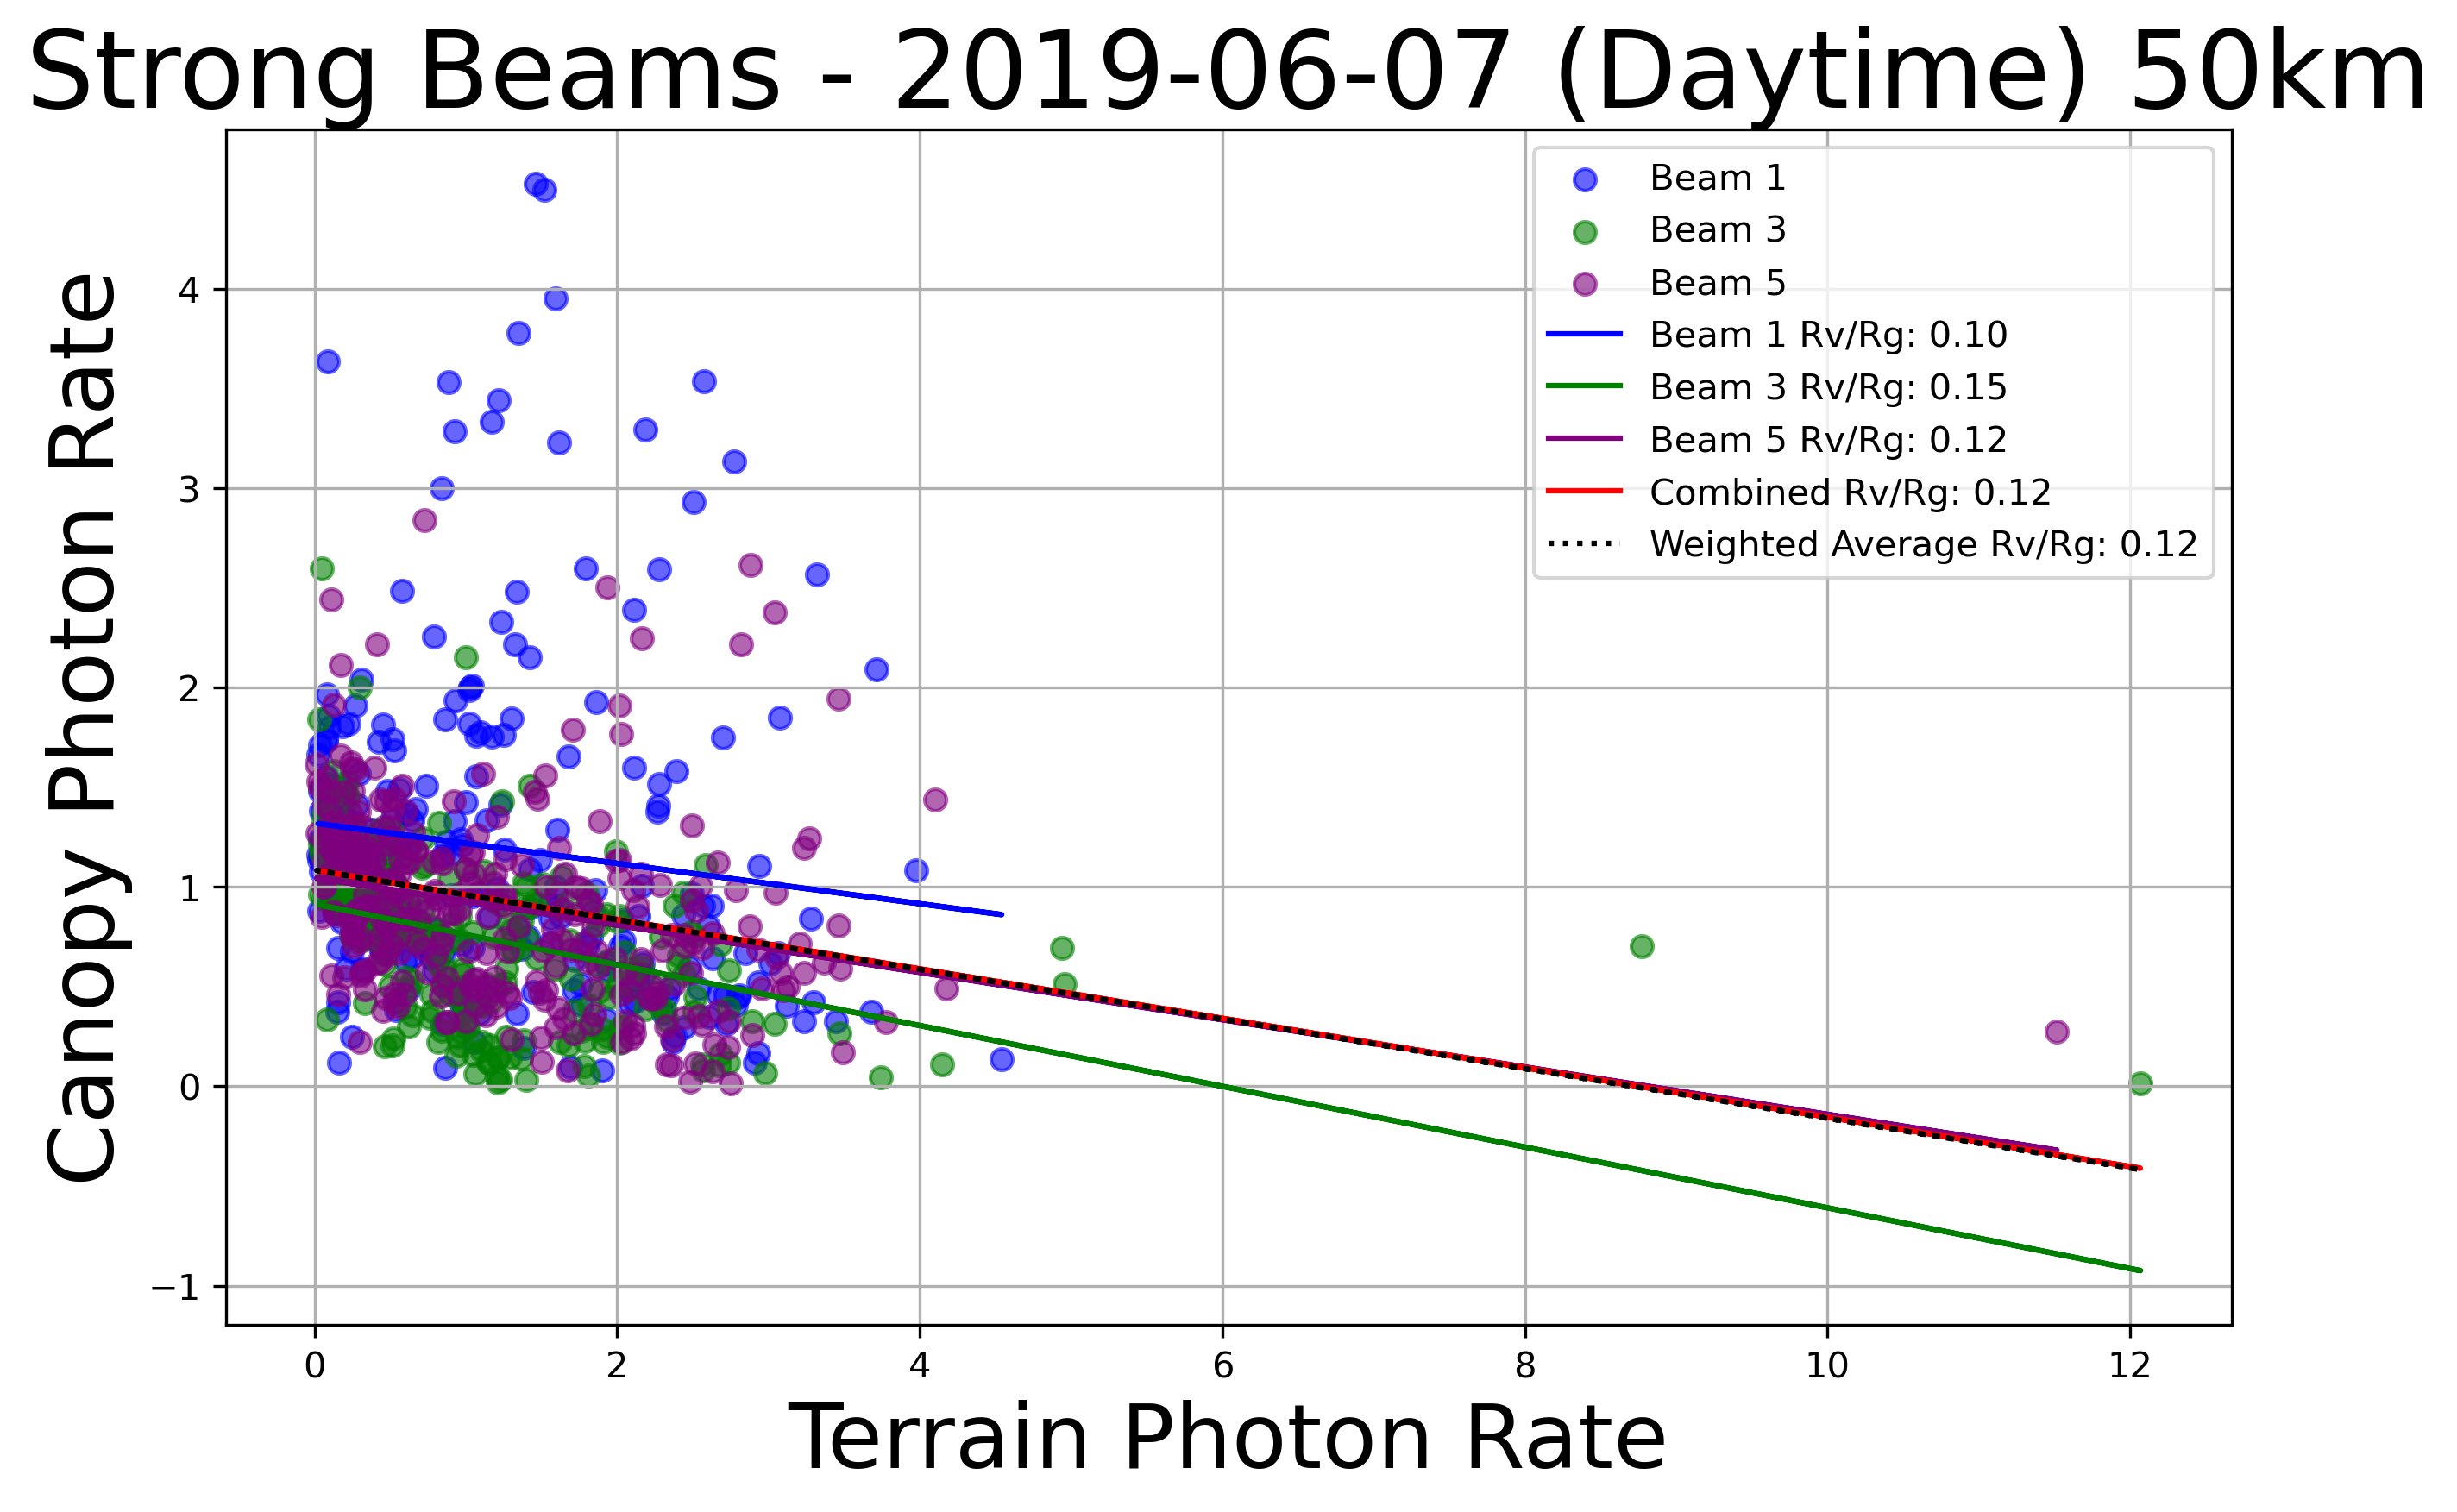 Strong Beams - 2019-06-07 (Daytime) 50km
Canopy Photon Rate
4
3
2
1
0
−1
Beam 1
Beam 3
Beam 5
Beam 1 Rv/Rg: 0.10
Beam 3 Rv/Rg: 0.15
Beam 5 Rv/Rg: 0.12
Combined Rv/Rg: 0.12
Weighted Average Rv/Rg: 0.12
0 2 4 6 8 10 12
Terrain Photon Rate